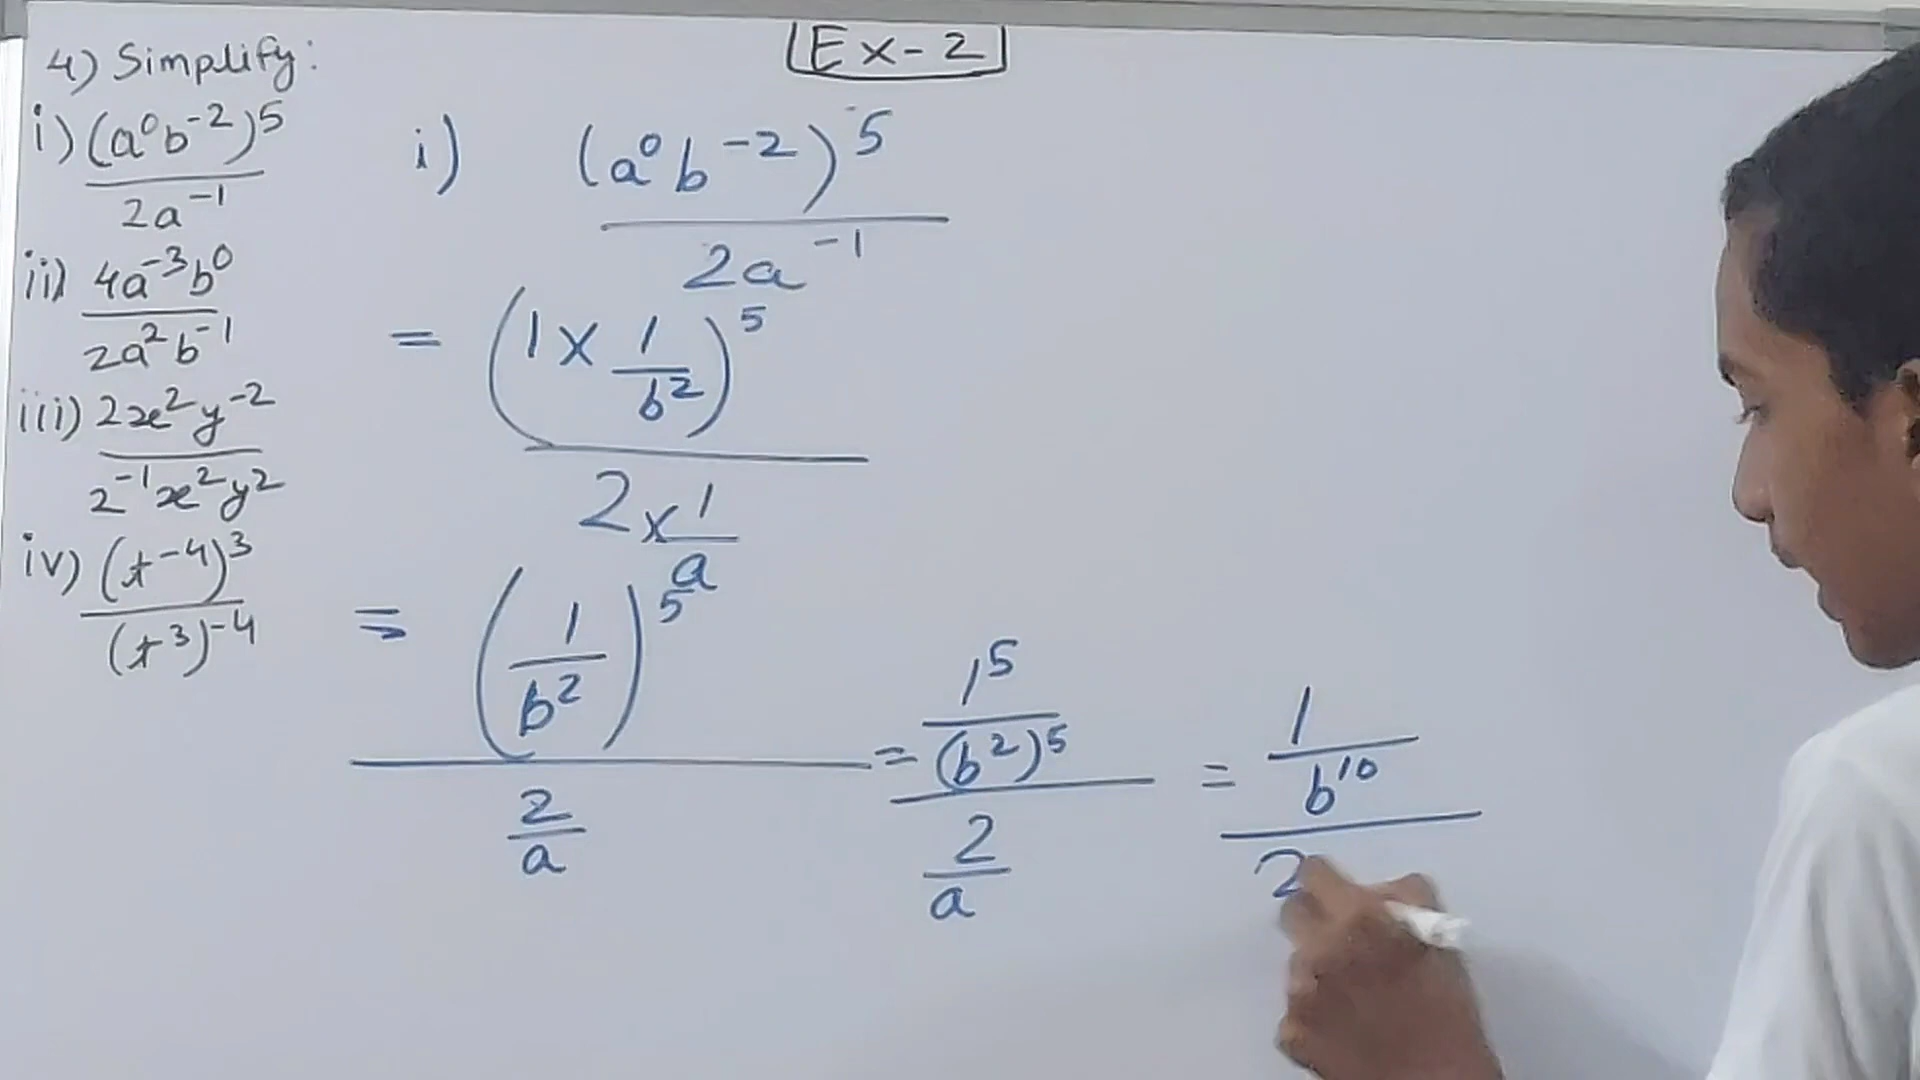 Ex-2
4) Simplify:
i) (a⁰b⁻²)⁵
2a⁻¹
ii) 4a⁻³b⁰
2a²b⁻¹
iii) 2x²y⁻²
2⁻¹x²y²
iv) (t⁻⁴)³
(t³)⁻⁴
i) (a⁰b⁻²)⁵
2a⁻¹
= (1 × 1/b²)⁵
2 × 1/a
= (1/b²)⁵
2/a
= 1⁵/(b²)⁵
2/a
= 1/b¹⁰
2